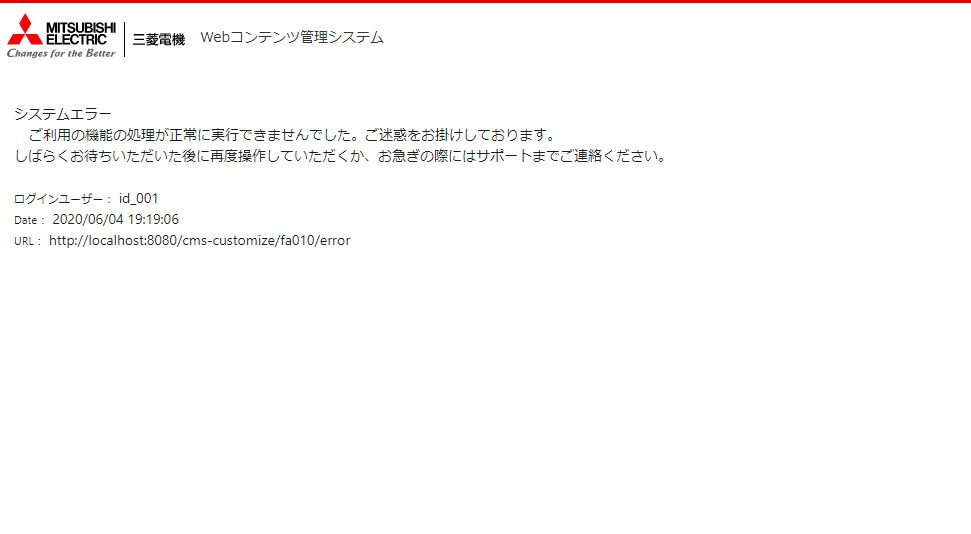 MITSUBISHI
ELECTRIC
Changes for the Better
三菱電機
Webコンテンツ管理システム
システムエラー
ご利用の機能の処理が正常に実行できませんでした。ご迷惑をお掛けしております。
しばらくお待ちいただいた後に再度操作していただくか、お急ぎの際にはサポートまでご連絡ください。
ログインユーザー： id_001
Date： 2020/06/04 19:19:06
URL： http://localhost:8080/cms-customize/fa010/error